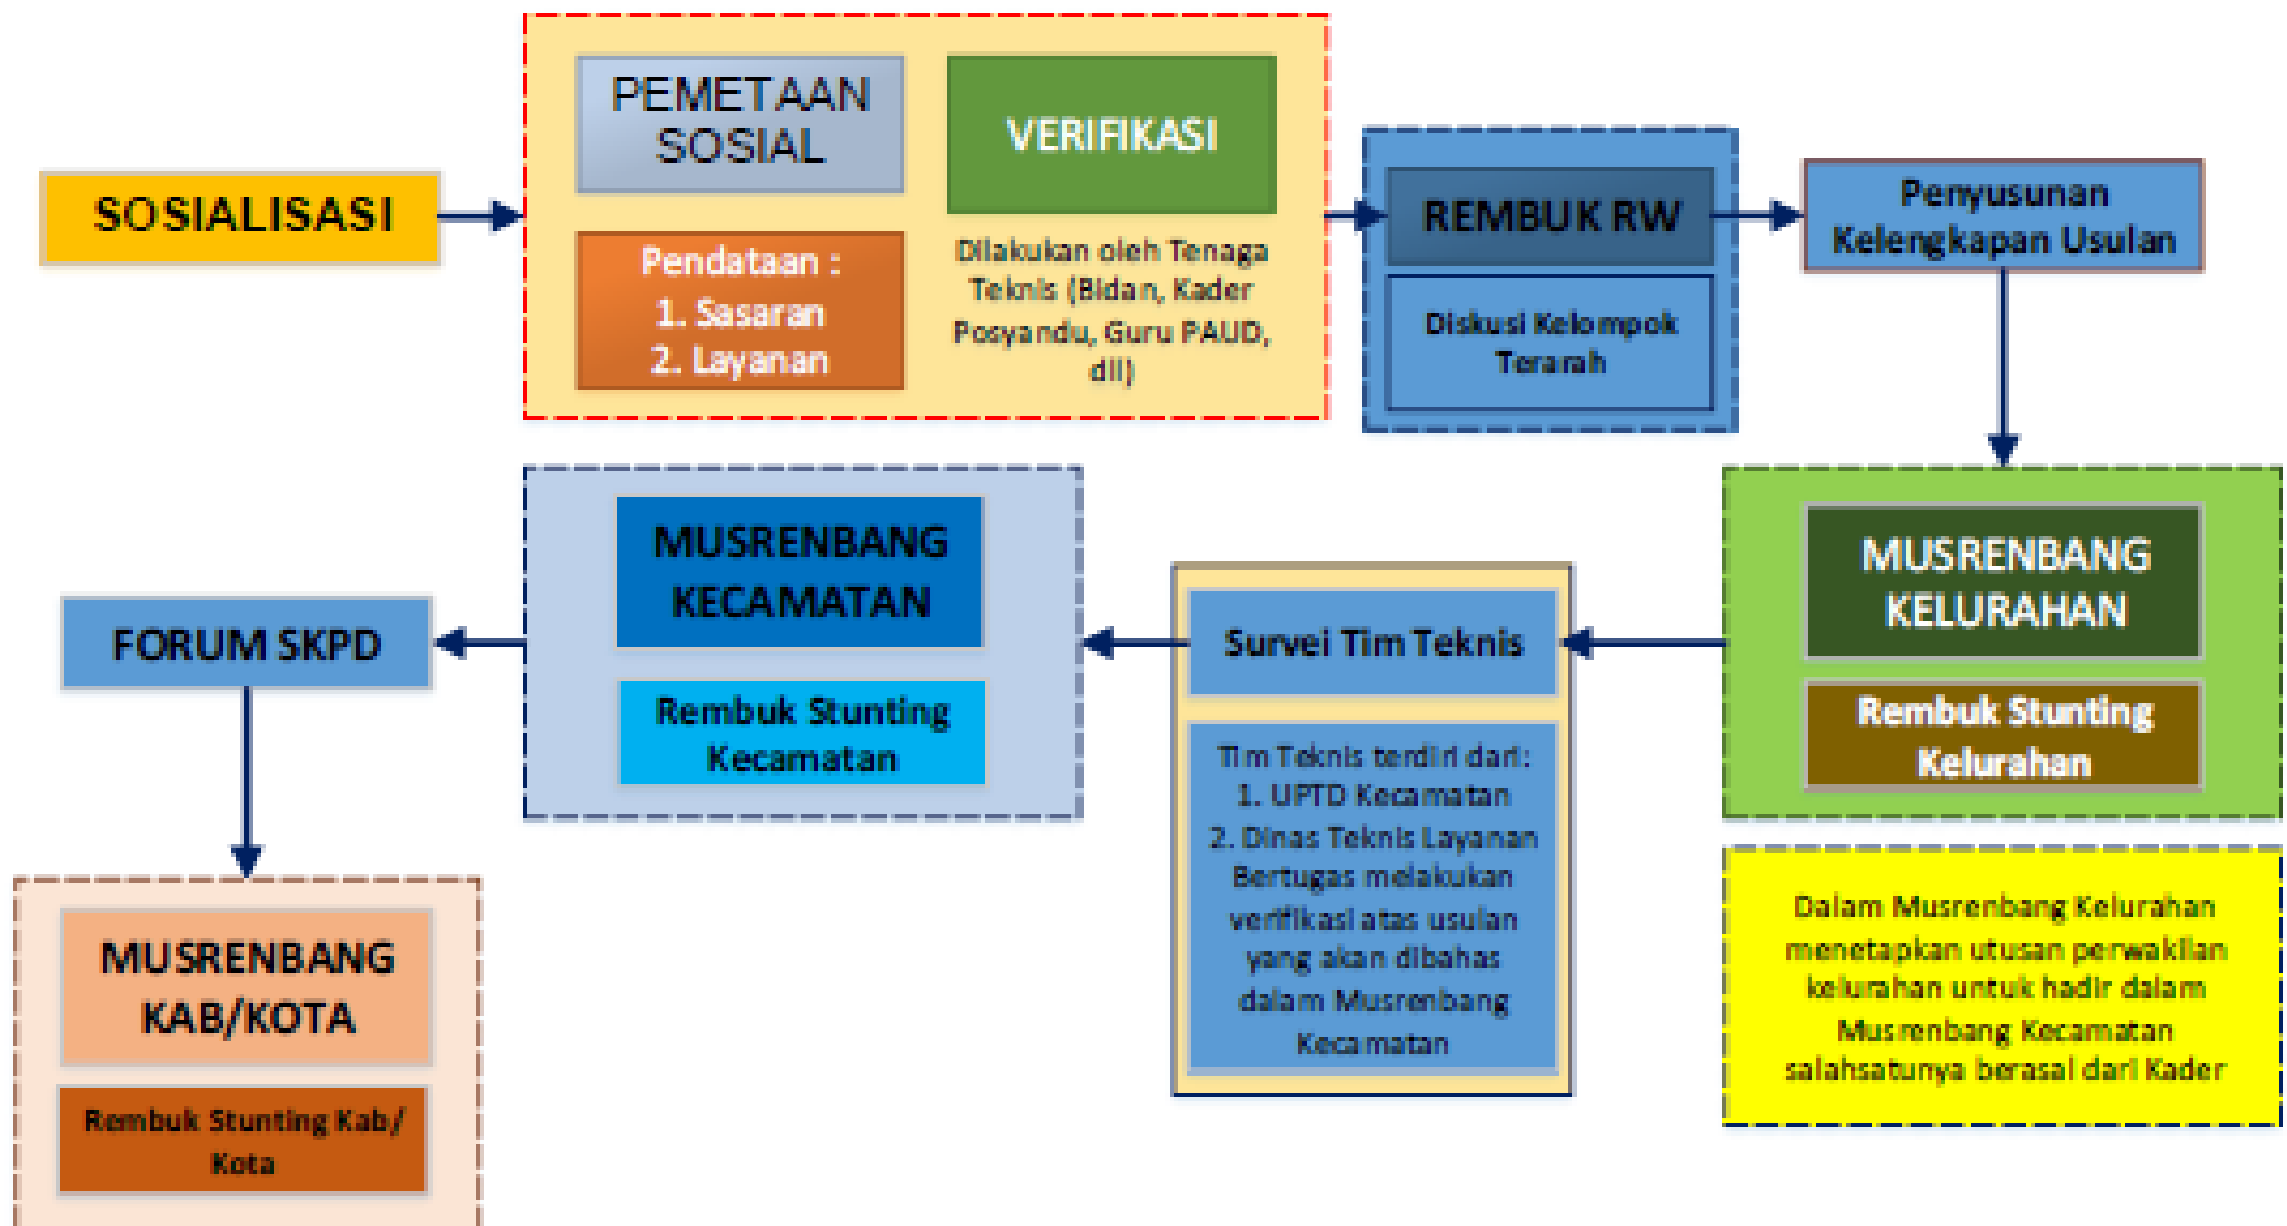 SOSIALISASI
PEMETAAN
SOSIAL
Pendataan :
1. Sasaran
2. Layanan
VERIFIKASI
Dilakukan oleh Tenaga
Teknis (Bidan, Kader
Posyandu, Guru PAUD,
dll)
REMBUK RW
Diskusi Kelompok
Terarah
Penyusunan
Kelengkapan Usulan
MUSRENBANG
KELURAHAN
Rembuk Stunting
Kelurahan
Dalam Musrenbang Kelurahan
menetapkan utusan perwakilan
kelurahan untuk hadir dalam
Musrenbang Kecamatan
salahsatunya berasal dari Kader
Survei Tim Teknis
Tim Teknis terdiri dari:
1. UPTD Kecamatan
2. Dinas Teknis Layanan
Bertugas melakukan
verifikasi atas usulan
yang akan dibahas
dalam Musrenbang
Kecamatan
MUSRENBANG
KECAMATAN
Rembuk Stunting
Kecamatan
FORUM SKPD
MUSRENBANG
KAB/KOTA
Rembuk Stunting Kab/
Kota